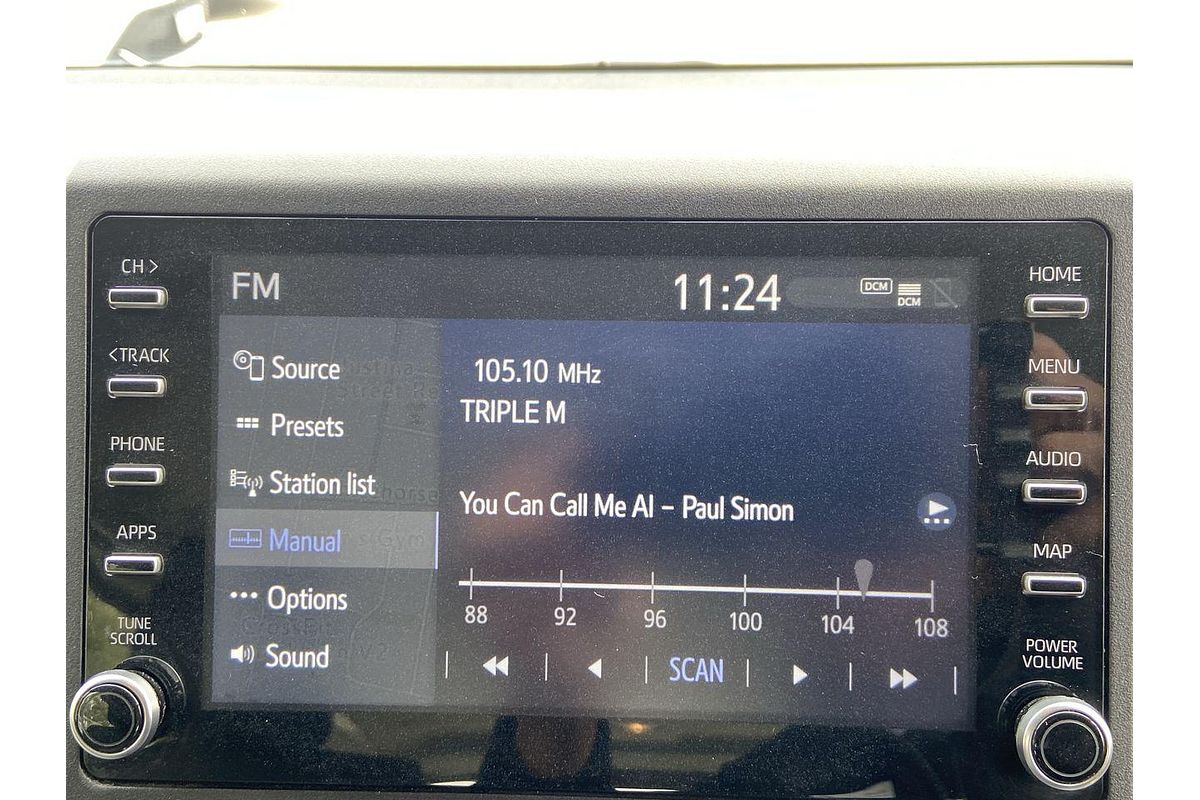 CH>
<TRACK
PHONE
APPS
TUNE
SCROLL
FM
11:24
DCM
DCM
Source
Presets
Station list
Manual
Options
Sound
105.10 MHz
TRIPLE M
You Can Call Me Al – Paul Simon
88 92 96 100 104 108
SCAN
HOME
MENU
AUDIO
MAP
POWER
VOLUME